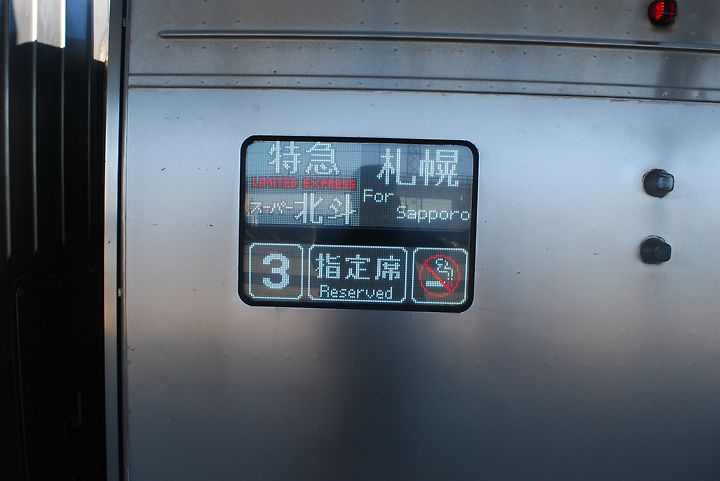 特急
LIMITED EXPRESS
スーパー北斗
札幌
For
Sapporo
3
指定席
Reserved